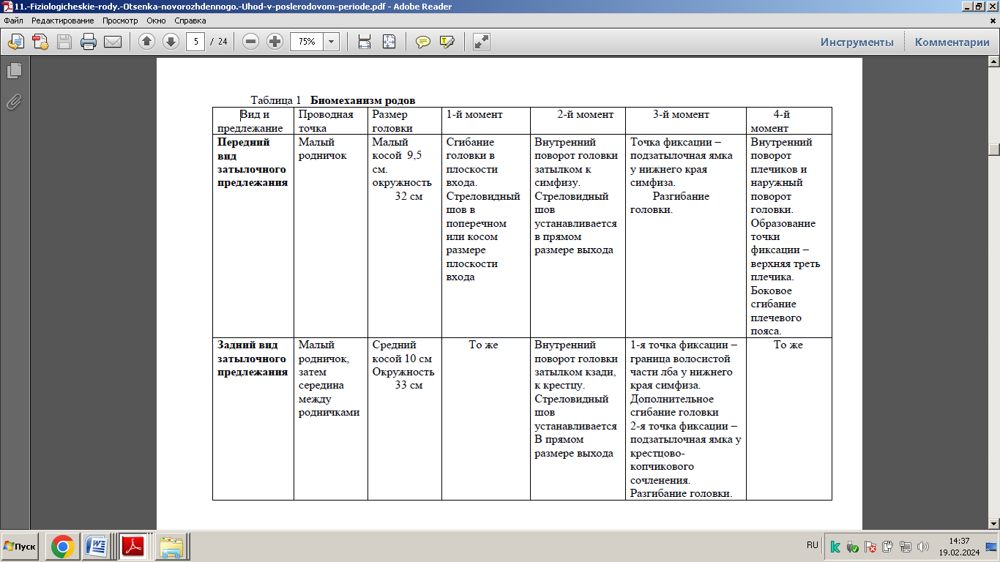 11.-Fiziologicheskie-rody.-Otsenka-novorozhdennogo.-Uhod-v-poslerodovom-periode.pdf - Adobe Reader
Файл Редактирование Просмотр Окно Справка
5 / 24 75% Инструменты Комментарии
Таблица 1 Биомеханизм родов
Вид и
предлежание
Проводная
точка
Размер
головки
1-й момент
2-й момент
3-й момент
4-й
момент
Передний
вид
затылочного
предлежания
Малый
родничок
Малый
косой 9,5
см.
окружность
32 см
Сгибание
головки в
плоскости
входа.
Стреловидный
шов в
поперечном
или косом
размере
плоскости
входа
Внутренний
поворот головки
затылком к
симфизу.
Стреловидный
шов
устанавливается
в прямом
размере выхода
Точка фиксации –
подзатылочная ямка
у нижнего края
симфиза.
Разгибание
головки.
Внутренний
поворот
плечиков и
наружный
поворот
головки.
Образование
точки
фиксации –
верхняя треть
плечика.
Боковое
сгибание
плечевого
пояса.
Задний вид
затылочного
предлежания
Малый
родничок,
затем
середина
между
родничками
Средний
косой 10 см
Окружность
33 см
То же
Внутренний
поворот головки
затылком кзади,
к крестцу.
Стреловидный
шов
устанавливается
В прямом
размере выхода
1-я точка фиксации –
граница волосистой
части лба у нижнего
края симфиза.
Дополнительное
сгибание головки
2-я точка фиксации –
подзатылочная ямка у
крестцово-
копчикового
сочленения.
Разгибание головки.
То же
Пуск
RU
14:37
19.02.2024